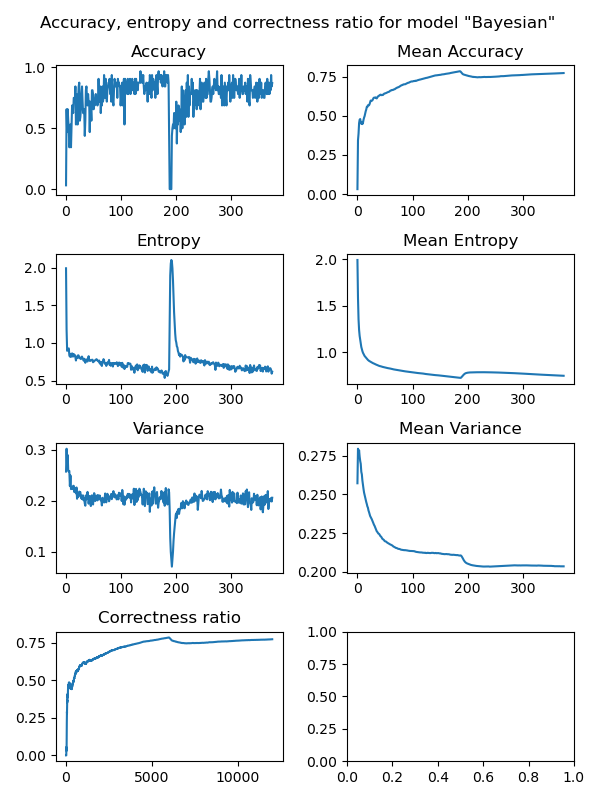 Accuracy, entropy and correctness ratio for model "Bayesian"
Accuracy
1.0
0.5
0.0
0 100 200 300
Mean Accuracy
0.75
0.50
0.25
0.00
0 100 200 300
Entropy
2.0
1.5
1.0
0.5
0 100 200 300
Mean Entropy
2.0
1.0
0 100 200 300
Variance
0.3
0.2
0.1
0 100 200 300
Mean Variance
0.275
0.250
0.225
0.200
0 100 200 300
Correctness ratio
0.75
0.50
0.25
0.00
0 5000 10000
1.00
0.75
0.50
0.25
0.00
0.0 0.2 0.4 0.6 0.8 1.0